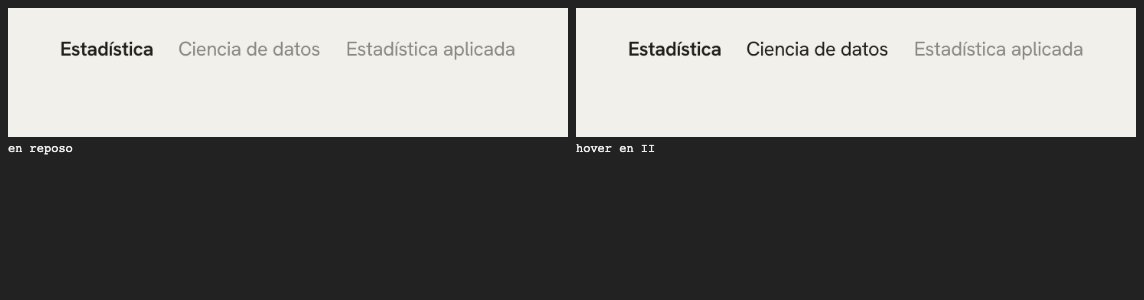 Estadística Ciencia de datos Estadística aplicada
en reposo
Estadística Ciencia de datos Estadística aplicada
hover en II